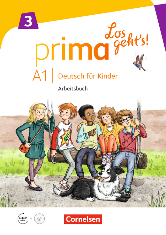 3
Los geht's!
prima
A1 | Deutsch für Kinder
Arbeitsbuch
Cornelsen